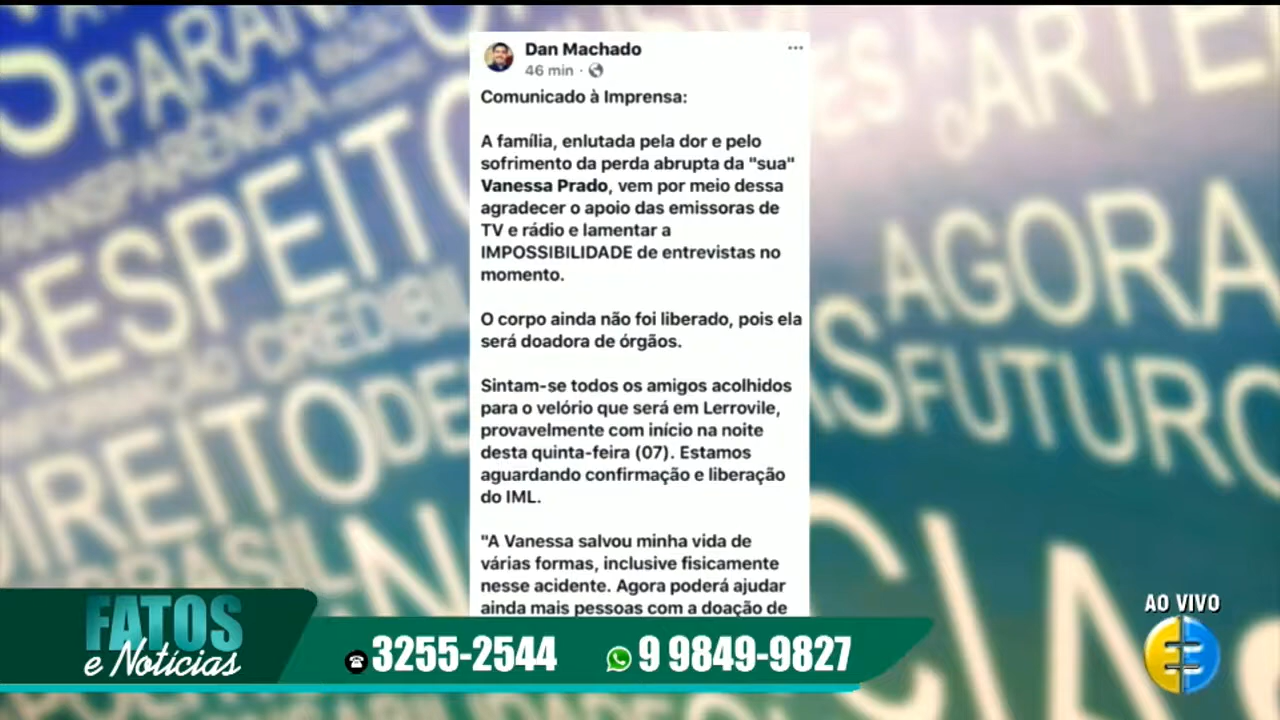 Dan Machado
46 min ·
Comunicado à Imprensa:
A família, enlutada pela dor e pelo
sofrimento da perda abrupta da "sua"
Vanessa Prado, vem por meio dessa
agradecer o apoio das emissoras de
TV e rádio e lamentar a
IMPOSSIBILIDADE de entrevistas no
momento.
O corpo ainda não foi liberado, pois ela
será doadora de órgãos.
Sintam-se todos os amigos acolhidos
para o velório que será em Lerrovile,
provavelmente com início na noite
desta quinta-feira (07). Estamos
aguardando confirmação e liberação
do IML.
"A Vanessa salvou minha vida de
várias formas, inclusive fisicamente
nesse acidente. Agora poderá ajudar
ainda mais pessoas com a doação de
RESPEITO
AGORA
FUTURO
DIREITO
DE
BRASIL
ARTE
FATOS
e Notícias
3255-2544
9 9849-9827
AO VIVO